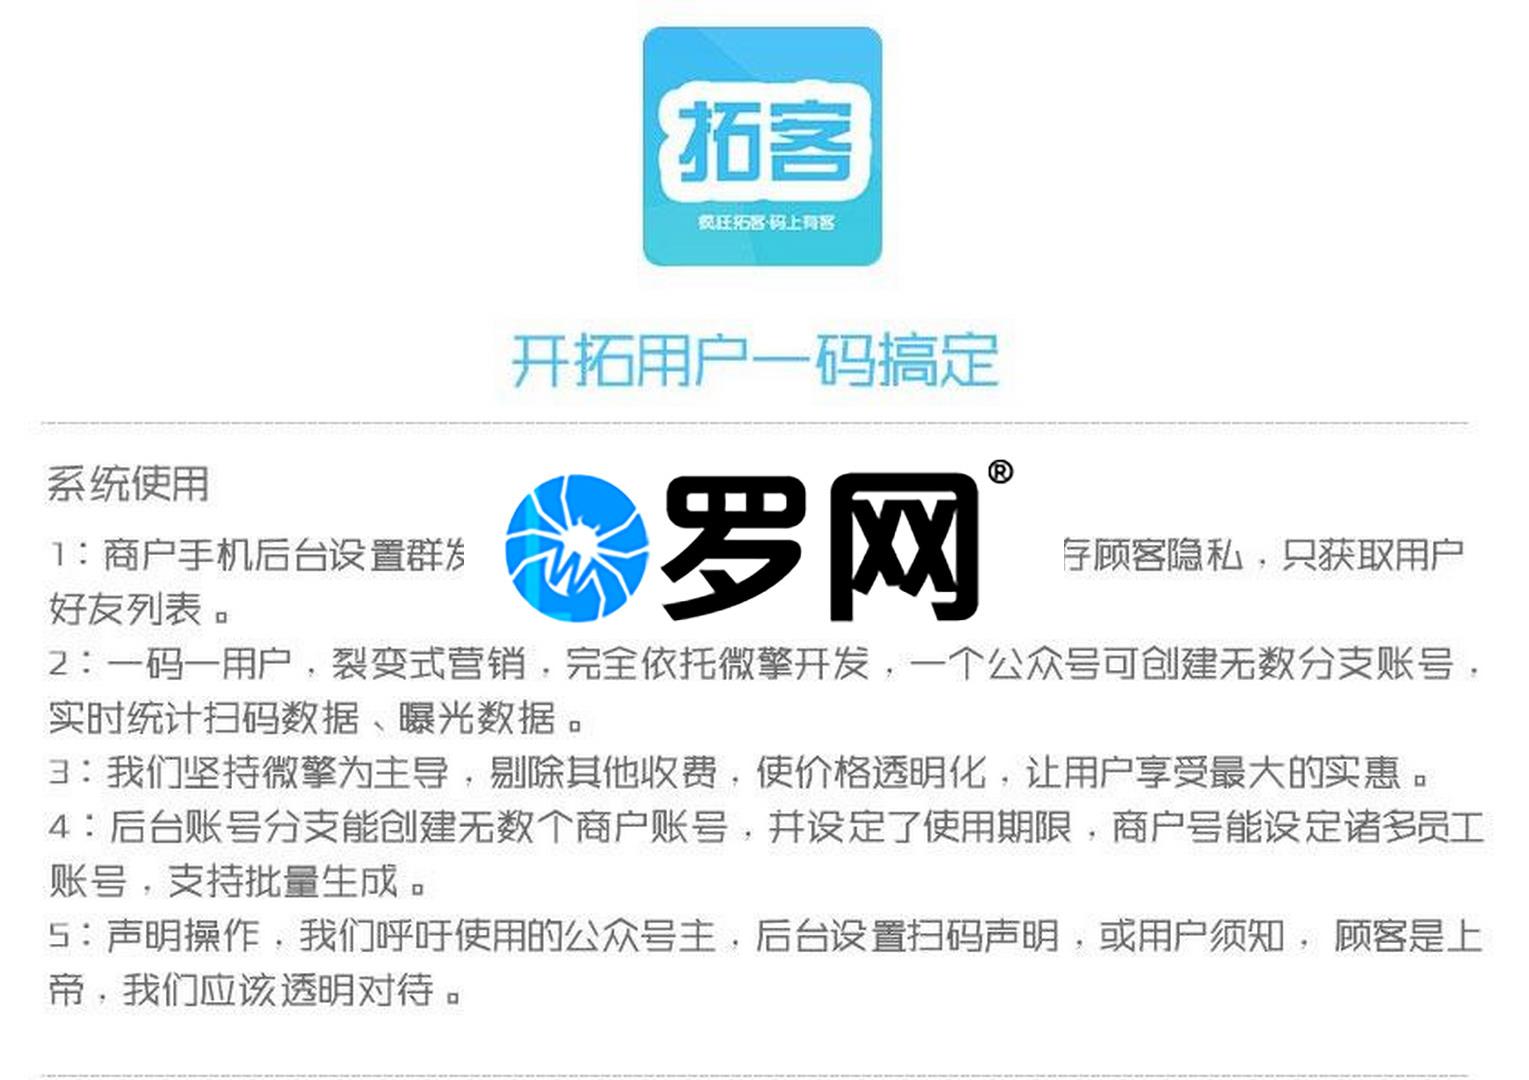 拓客
疯狂拓客·码上有客
开拓用户一码搞定
系统使用
罗网®
1：商户手机后台设置群发 存顾客隐私，只获取用户
好友列表。
2：一码一用户，裂变式营销，完全依托微擎开发，一个公众号可创建无数分支账号，
实时统计扫码数据、曝光数据。
3：我们坚持微擎为主导，剔除其他收费，使价格透明化，让用户享受最大的实惠。
4：后台账号分支能创建无数个商户账号，并设定了使用期限，商户号能设定诸多员工
账号，支持批量生成。
5：声明操作，我们呼吁使用的公众号主，后台设置扫码声明，或用户须知， 顾客是上
帝，我们应该透明对待。